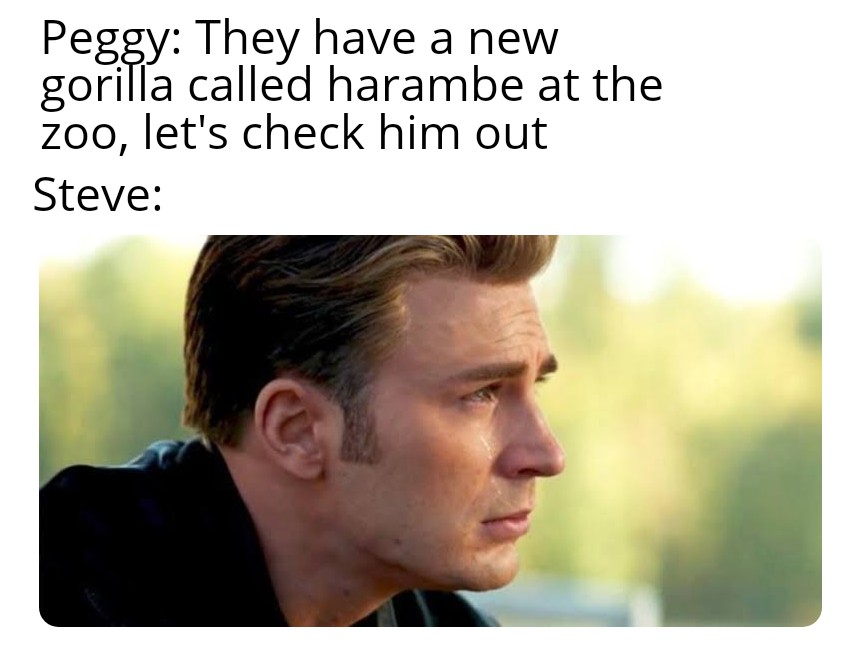 Peggy: They have a new
gorilla called harambe at the
zoo, let's check him out
Steve: